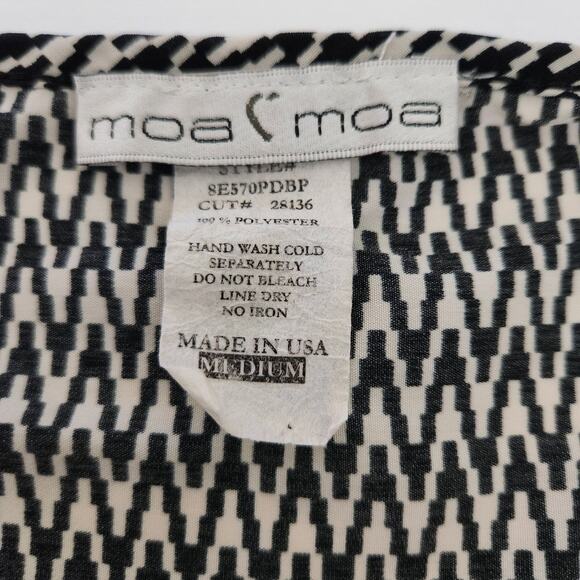 moa moa
STYLE#
8E570PDBP
CUT# 28136
100 % POLYESTER
HAND WASH COLD
SEPARATELY
DO NOT BLEACH
LINE DRY
NO IRON
MADE IN USA
MEDIUM